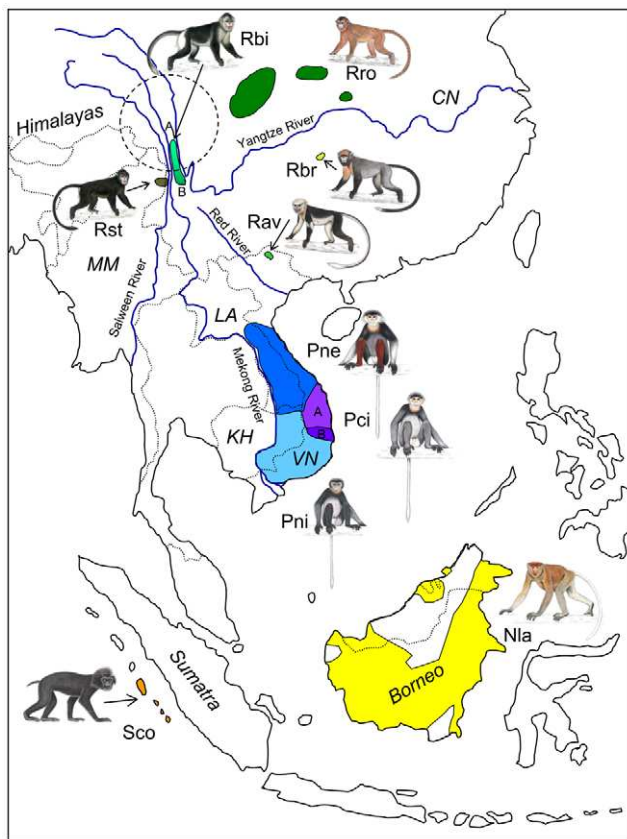 Rbi
Rro
CN
Himalayas
A
Yangtze River
Rbr
B
Rst
Rav
Red River
MM
Salween River
LA
Pne
Mekong River
A
Pci
B
KH
VN
Pni
Nla
Sumatra
Borneo
Sco